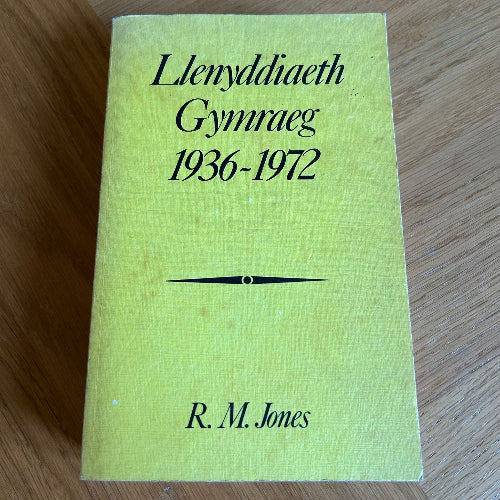 Llenyddiaeth
Gymraeg
1936-1972
R. M. Jones